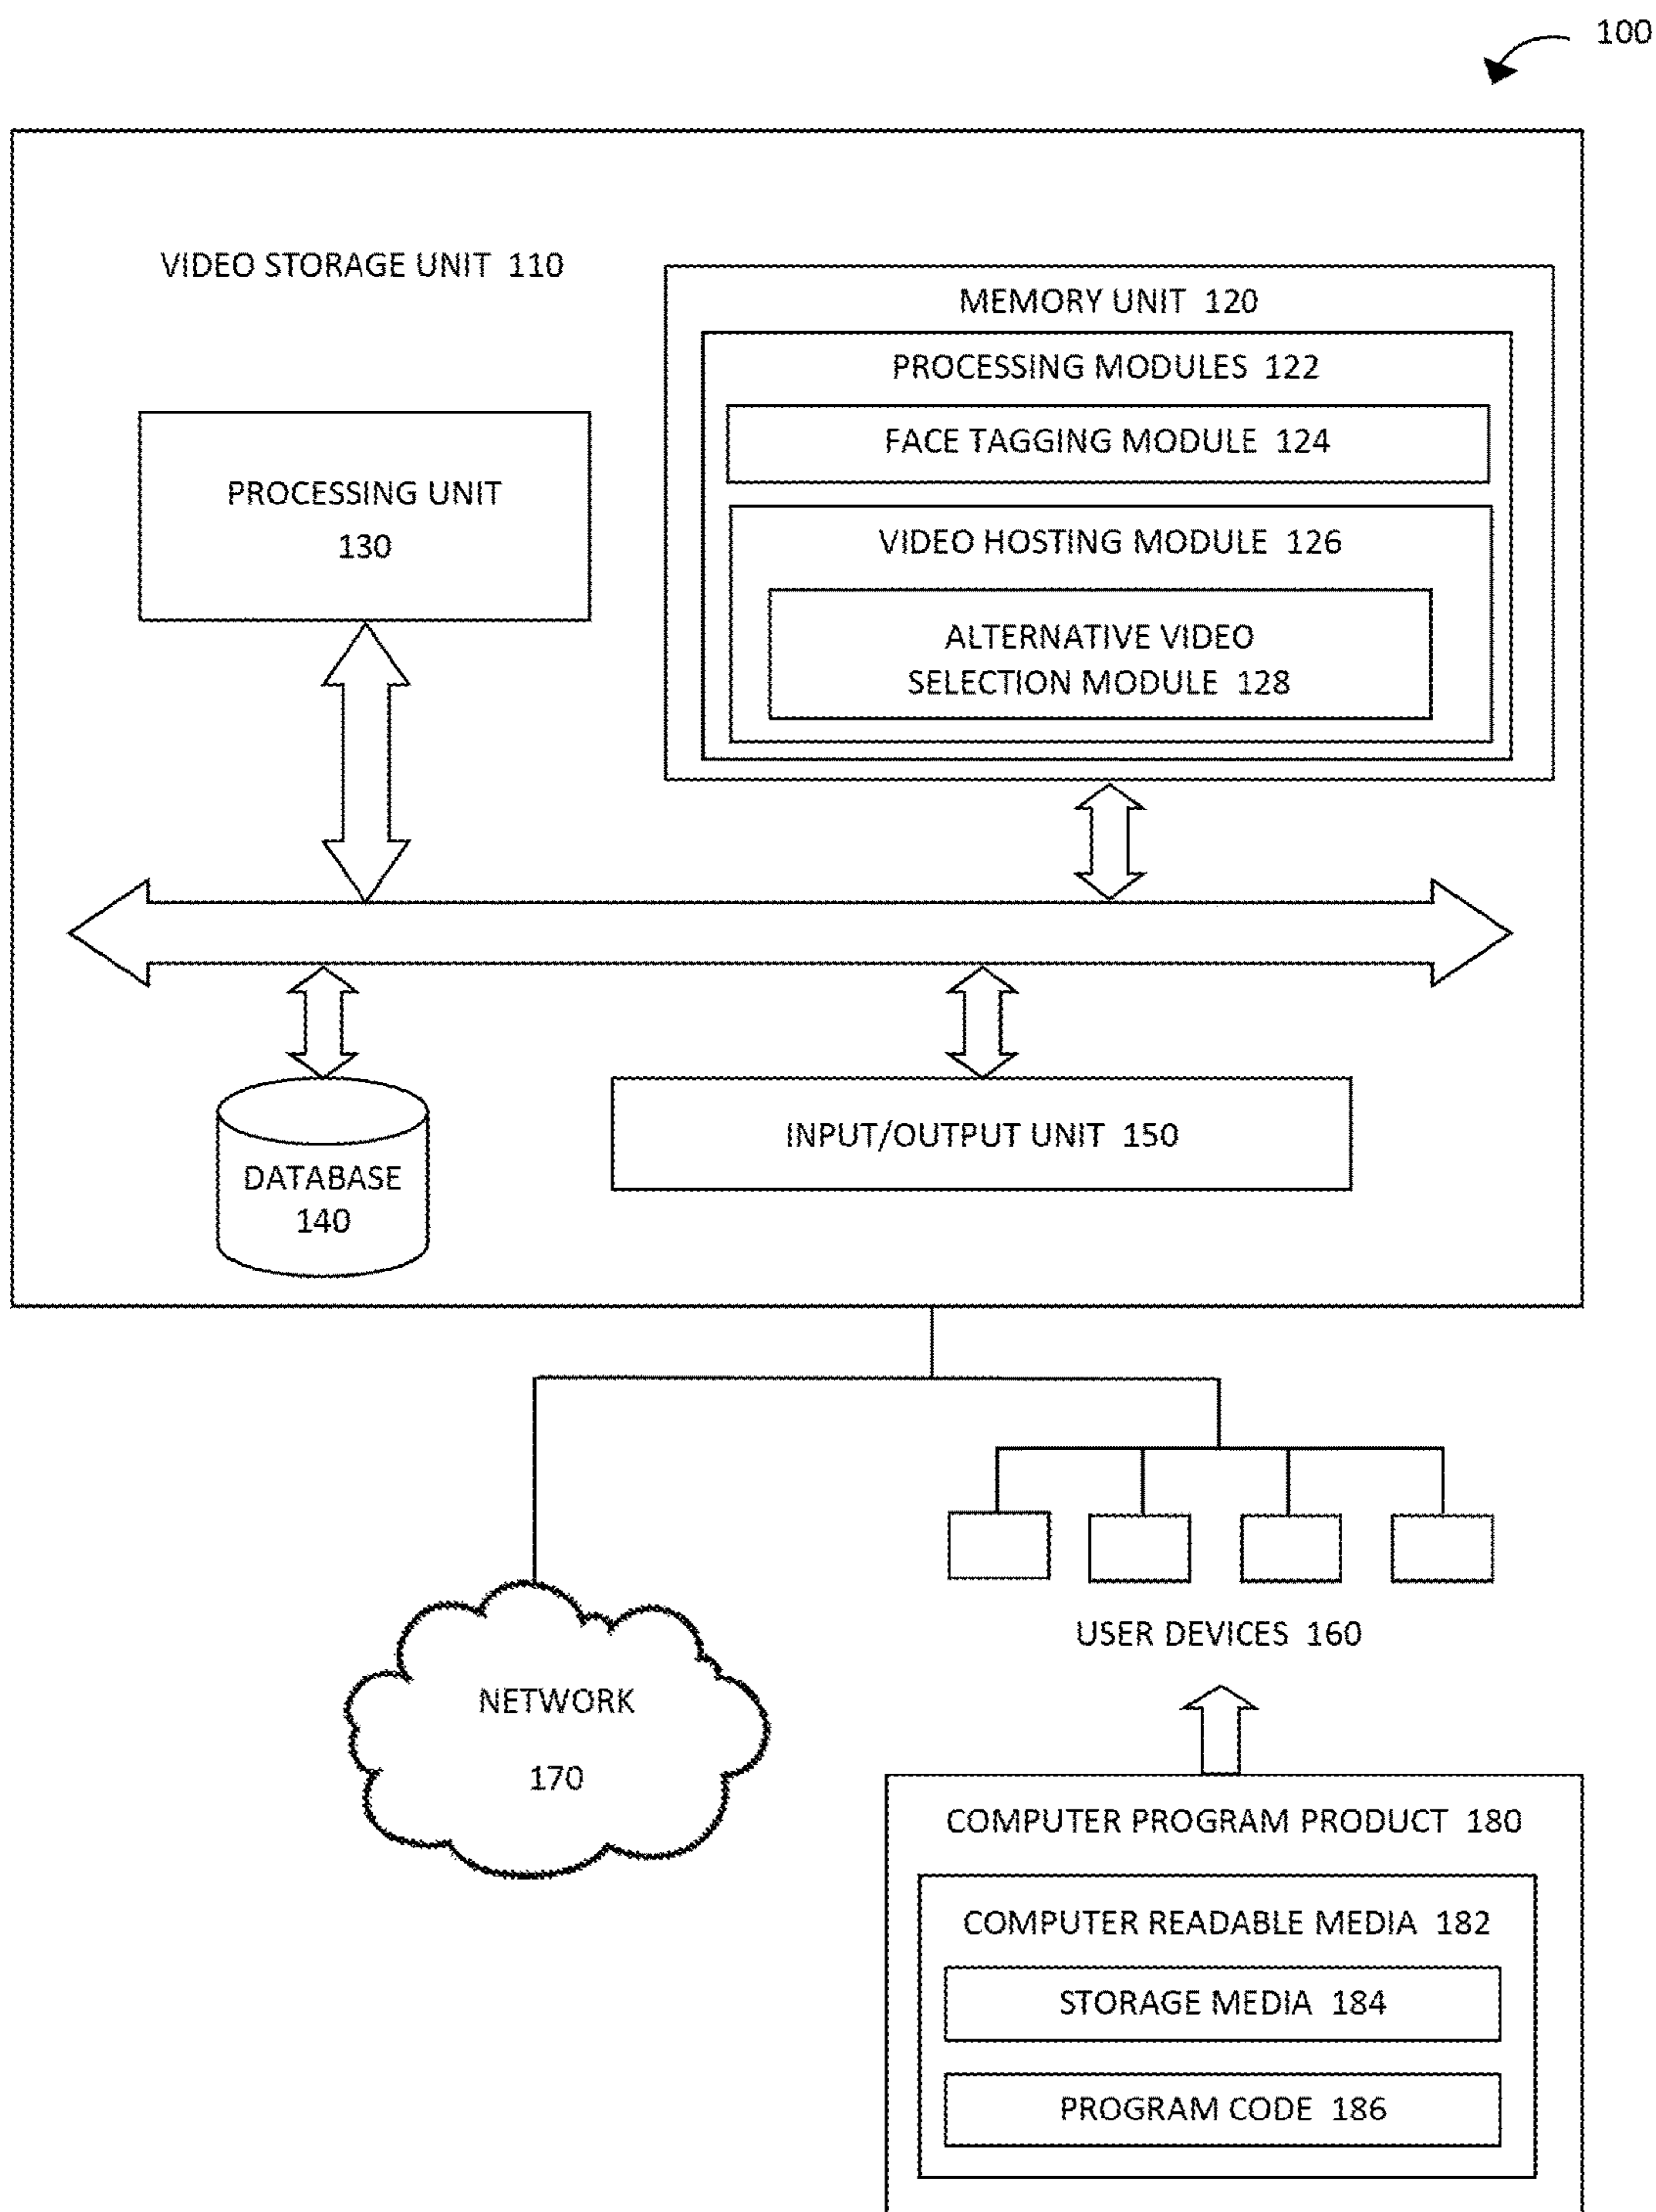 100
VIDEO STORAGE UNIT 110
MEMORY UNIT 120
PROCESSING MODULES 122
FACE TAGGING MODULE 124
PROCESSING UNIT
130
VIDEO HOSTING MODULE 126
ALTERNATIVE VIDEO
SELECTION MODULE 128
DATABASE
140
INPUT/OUTPUT UNIT 150
USER DEVICES 160
NETWORK
170
COMPUTER PROGRAM PRODUCT 180
COMPUTER READABLE MEDIA 182
STORAGE MEDIA 184
PROGRAM CODE 186